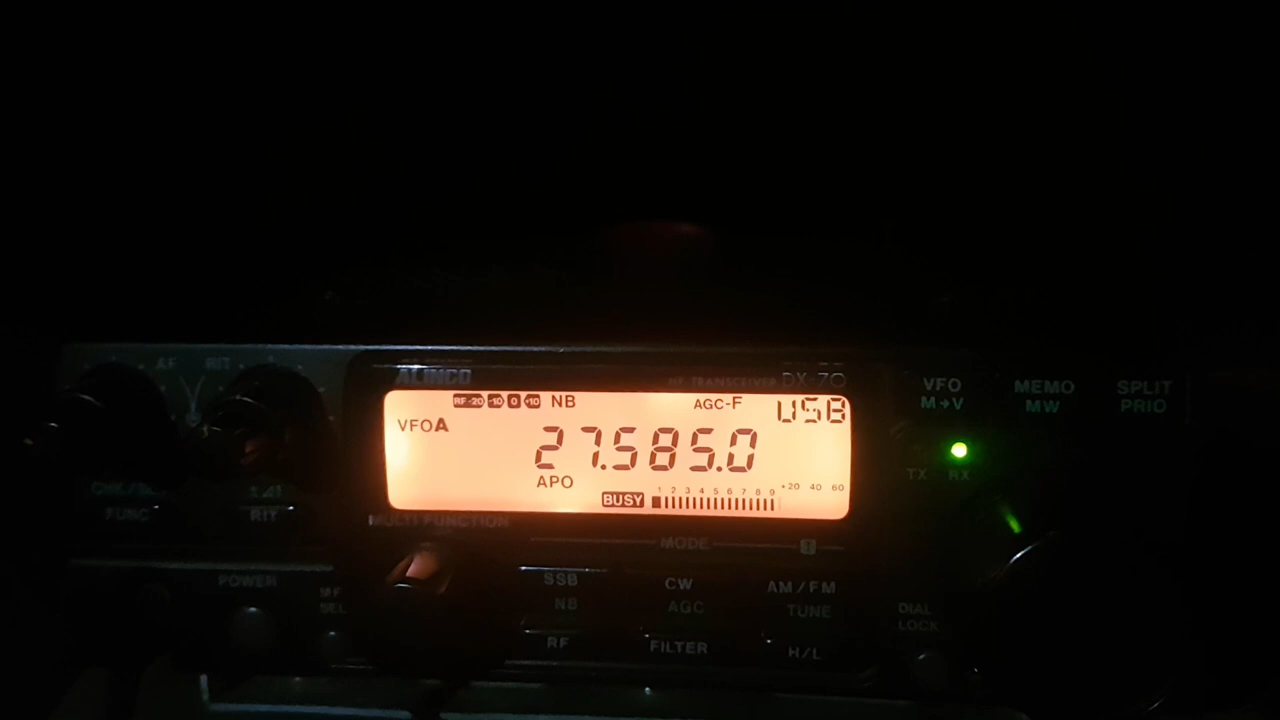 AF RIT
ALINCO
HF TRANSCEIVER DX-70
RF -20 -10 0 +10 NB AGC-F USB
VFOA
27.585.0
APO
BUSY 1 2 3 4 5 6 7 8 9 +20 40 60
FUNC
RIT
MULTI FUNCTION
VFO
M→V
MEMO
MW
SPLIT
PRIO
TX RX
MODE
POWER
MF
SEL
SSB
CW
AM/FM
NB
AGC
TUNE
RF
FILTER
H/L
DIAL
LOCK